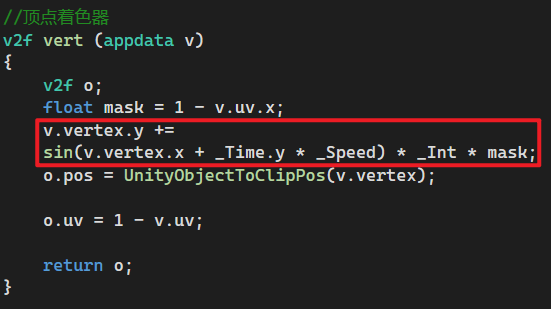 //顶点着色器
v2f vert (appdata v)
{
    v2f o;
    float mask = 1 - v.uv.x;
    v.vertex.y +=
    sin(v.vertex.x + _Time.y * _Speed) * _Int * mask;
    o.pos = UnityObjectToClipPos(v.vertex);

    o.uv = 1 - v.uv;

    return o;
}